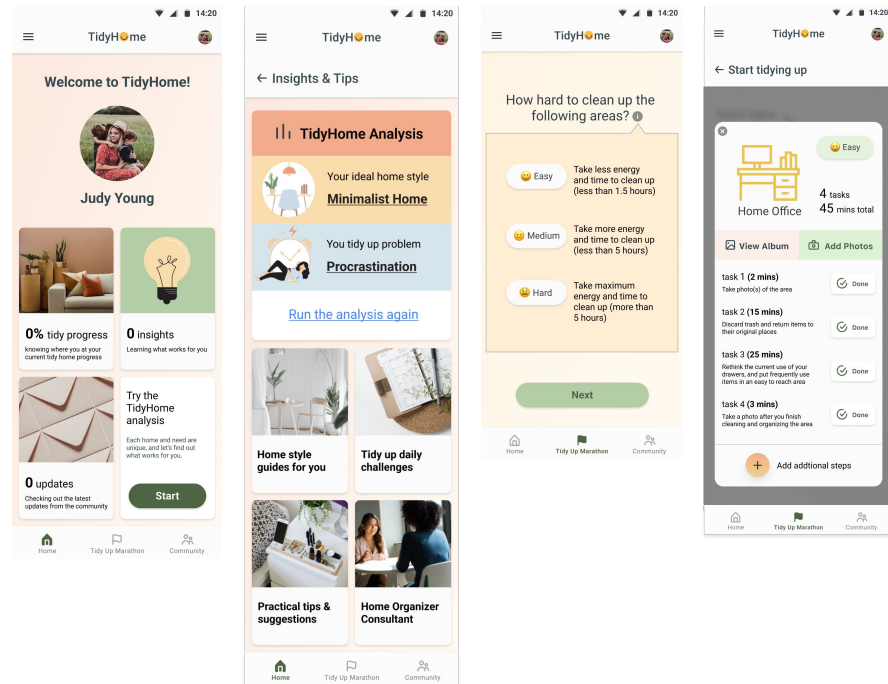 14:20
TidyHome
Welcome to TidyHome!
Judy Young
0% tidy progress
knowing where you at your
current tidy home progress
0 insights
Learning what works for you
0 updates
Checking out the latest
updates from the community
Try the
TidyHome
analysis
Each home and need are
unique, and let's find out
what works for you.
Start
Home
Tidy Up Marathon
Community
14:20
TidyHome
Insights & Tips
TidyHome Analysis
Your ideal home style
Minimalist Home
You tidy up problem
Procrastination
Run the analysis again
Home style
guides for you
Tidy up daily
challenges
Practical tips &
suggestions
Home Organizer
Consultant
Home
Tidy Up Marathon
Community
14:20
TidyHome
How hard to clean up the
following areas?
Easy
Take less energy
and time to clean up
(less than 1.5 hours)
Medium
Take more energy
and time to clean up
(less than 5 hours)
Hard
Take maximum
energy and time to
clean up (more than
5 hours)
Next
Home
Tidy Up Marathon
Community
14:20
TidyHome
Start tidying up
Easy
Home Office
4 tasks
45 mins total
View Album
Add Photos
task 1 (2 mins)
Take photo(s) of the area
Done
task 2 (15 mins)
Discard trash and return items to
their original places
Done
task 3 (25 mins)
Rethink the current use of your
drawers, and put frequently use
items in an easy to reach area
Done
task 4 (3 mins)
Take a photo after you finish
cleaning and organizing the area
Done
Add addtional steps
Home
Tidy Up Marathon
Community